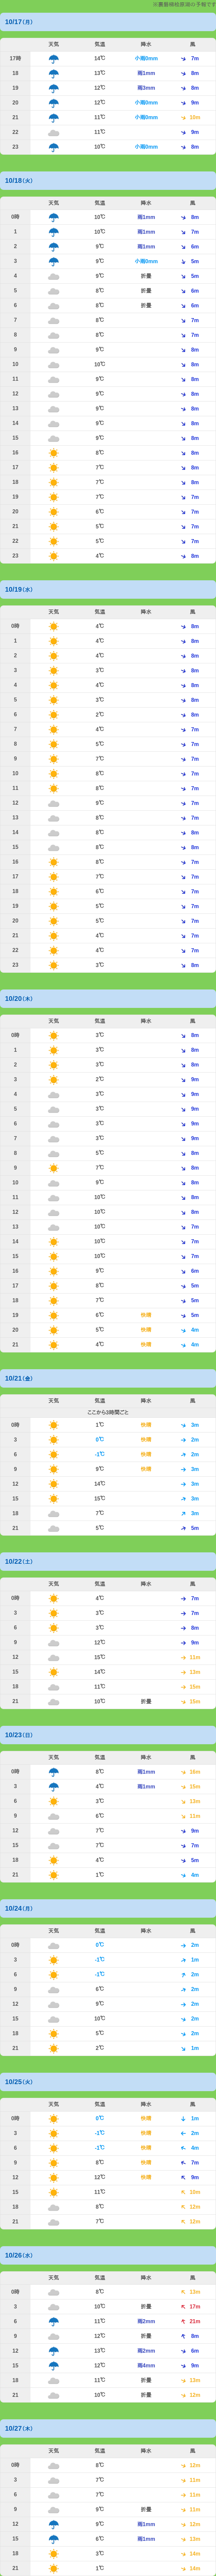 10/17(月)
天気 気温 降水 風
17時 14℃ 小雨0mm 7m
18 13℃ 雨1mm 8m
19 12℃ 雨3mm 8m
20 12℃ 小雨0mm 9m
21 11℃ 小雨0mm 10m
22 11℃ 9m
23 10℃ 小雨0mm 8m
10/18(火)
天気 気温 降水 風
0時 10℃ 雨1mm 8m
1 10℃ 雨1mm 7m
2 9℃ 雨1mm 6m
3 9℃ 小雨0mm 5m
4 9℃ 折曇 5m
5 8℃ 折曇 6m
6 8℃ 折曇 6m
7 8℃ 7m
8 8℃ 7m
9 9℃ 8m
10 10℃ 8m
11 9℃ 8m
12 9℃ 8m
13 9℃ 8m
14 9℃ 8m
15 9℃ 8m
16 8℃ 8m
17 7℃ 8m
18 7℃ 8m
19 7℃ 7m
20 6℃ 7m
21 5℃ 7m
22 5℃ 7m
23 4℃ 8m
10/19(水)
天気 気温 降水 風
0時 4℃ 8m
1 4℃ 8m
2 4℃ 8m
3 3℃ 8m
4 4℃ 8m
5 3℃ 8m
6 2℃ 8m
7 4℃ 7m
8 5℃ 7m
9 7℃ 7m
10 8℃ 7m
11 8℃ 7m
12 9℃ 7m
13 8℃ 7m
14 8℃ 8m
15 8℃ 8m
16 8℃ 7m
17 7℃ 7m
18 6℃ 7m
19 5℃ 7m
20 5℃ 7m
21 4℃ 7m
22 4℃ 7m
23 3℃ 8m
10/20(木)
天気 気温 降水 風
0時 3℃ 8m
1 3℃ 8m
2 3℃ 8m
3 2℃ 9m
4 3℃ 9m
5 3℃ 9m
6 3℃ 9m
7 3℃ 9m
8 5℃ 8m
9 7℃ 8m
10 9℃ 8m
11 10℃ 8m
12 10℃ 8m
13 10℃ 7m
14 10℃ 7m
15 10℃ 7m
16 9℃ 6m
17 8℃ 5m
18 7℃ 5m
19 6℃ 快晴 5m
20 5℃ 快晴 4m
21 4℃ 快晴 4m
10/21(金)
天気 気温 降水 風
ここから3時間ごと
0時 1℃ 快晴 3m
3 0℃ 快晴 2m
6 -1℃ 快晴 2m
9 9℃ 快晴 3m
12 14℃ 3m
15 15℃ 3m
18 7℃ 3m
21 5℃ 5m
10/22(土)
天気 気温 降水 風
0時 4℃ 7m
3 3℃ 7m
6 3℃ 8m
9 12℃ 9m
12 15℃ 11m
15 14℃ 13m
18 11℃ 15m
21 10℃ 折曇 15m
10/23(日)
天気 気温 降水 風
0時 8℃ 雨1mm 16m
3 4℃ 雨1mm 15m
6 3℃ 13m
9 6℃ 11m
12 7℃ 9m
15 7℃ 7m
18 4℃ 5m
21 1℃ 4m
10/24(月)
天気 気温 降水 風
0時 0℃ 2m
3 -1℃ 1m
6 -1℃ 2m
9 6℃ 2m
12 9℃ 2m
15 10℃ 2m
18 5℃ 2m
21 2℃ 1m
10/25(火)
天気 気温 降水 風
0時 0℃ 快晴 1m
3 -1℃ 快晴 2m
6 -1℃ 快晴 4m
9 8℃ 快晴 7m
12 12℃ 快晴 9m
15 11℃ 10m
18 8℃ 12m
21 7℃ 12m
10/26(水)
天気 気温 降水 風
0時 8℃ 13m
3 10℃ 折曇 17m
6 11℃ 雨2mm 21m
9 12℃ 折曇 8m
12 13℃ 雨2mm 6m
15 12℃ 雨4mm 9m
18 11℃ 折曇 13m
21 10℃ 折曇 12m
10/27(木)
天気 気温 降水 風
0時 8℃ 12m
3 7℃ 11m
6 7℃ 11m
9 9℃ 折曇 11m
12 9℃ 雨1mm 12m
15 6℃ 雨1mm 13m
18 3℃ 14m
21 1℃ 14m